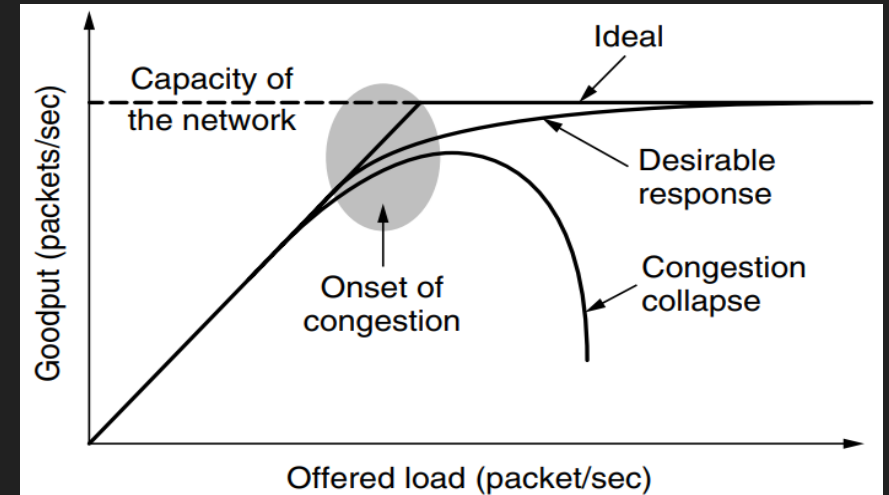 Ideal
Capacity of
the network
Desirable
response
Onset of
congestion
Congestion
collapse
Goodput (packets/sec)
Offered load (packet/sec)